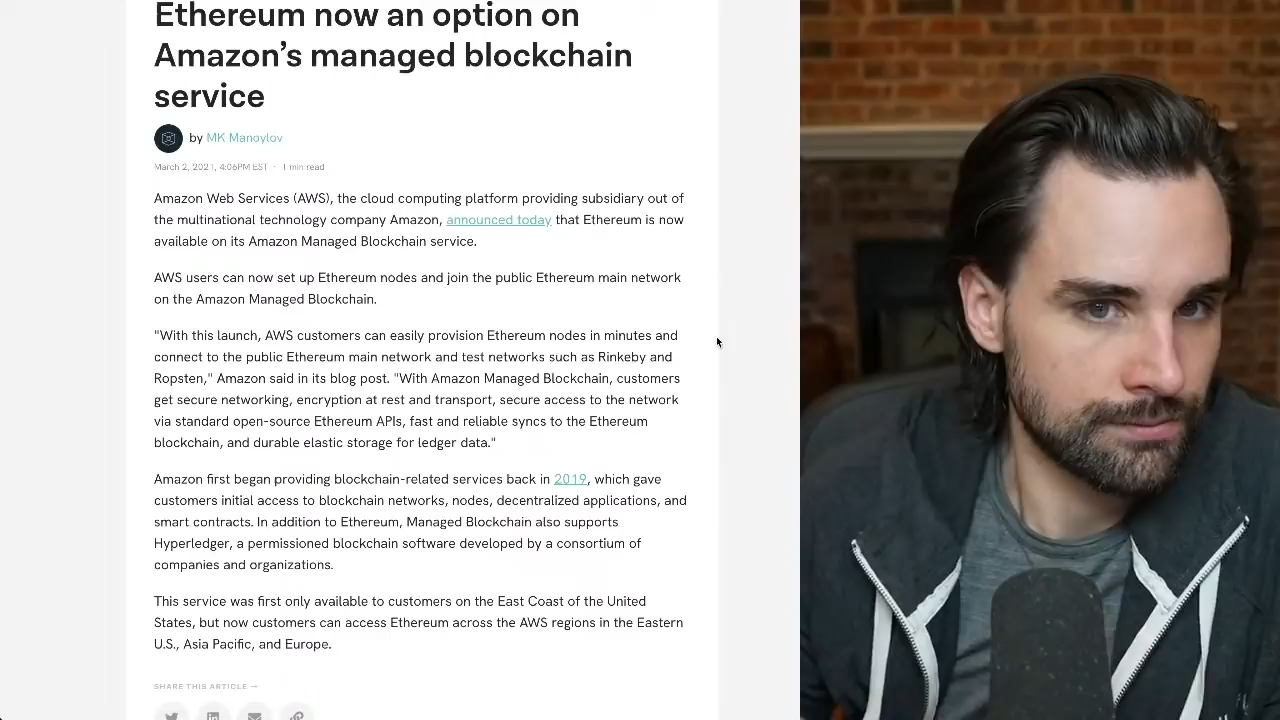 Ethereum now an option on
Amazon’s managed blockchain
service
by MK Manoylov
March 2, 2021, 4:06PM EST · 1 min read
Amazon Web Services (AWS), the cloud computing platform providing subsidiary out of
the multinational technology company Amazon, announced today that Ethereum is now
available on its Amazon Managed Blockchain service.
AWS users can now set up Ethereum nodes and join the public Ethereum main network
on the Amazon Managed Blockchain.
"With this launch, AWS customers can easily provision Ethereum nodes in minutes and
connect to the public Ethereum main network and test networks such as Rinkeby and
Ropsten," Amazon said in its blog post. "With Amazon Managed Blockchain, customers
get secure networking, encryption at rest and transport, secure access to the network
via standard open-source Ethereum APIs, fast and reliable syncs to the Ethereum
blockchain, and durable elastic storage for ledger data."
Amazon first began providing blockchain-related services back in 2019, which gave
customers initial access to blockchain networks, nodes, decentralized applications, and
smart contracts. In addition to Ethereum, Managed Blockchain also supports
Hyperledger, a permissioned blockchain software developed by a consortium of
companies and organizations.
This service was first only available to customers on the East Coast of the United
States, but now customers can access Ethereum across the AWS regions in the Eastern
U.S., Asia Pacific, and Europe.
SHARE THIS ARTICLE →